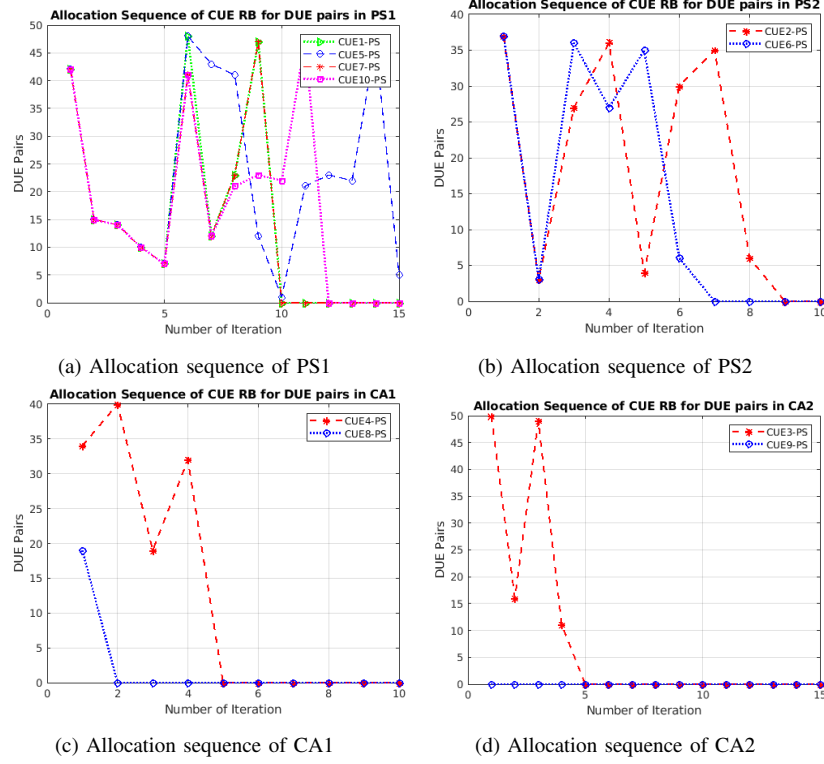 Allocation Sequence of CUE RB for DUE pairs in PS1
50
45
40
35
30
25
20
15
10
5
0
DUE Pairs
0
5
10
15
Number of Iteration
CUE1-PS
CUE5-PS
CUE7-PS
CUE10-PS
(a) Allocation sequence of PS1
Allocation Sequence of CUE RB for DUE pairs in PS2
40
35
30
25
20
15
10
5
0
DUE Pairs
0
2
4
6
8
10
Number of Iteration
CUE2-PS
CUE6-PS
(b) Allocation sequence of PS2
Allocation Sequence of CUE RB for DUE pairs in CA1
40
35
30
25
20
15
10
5
0
DUE Pairs
0
2
4
6
8
10
Number of Iteration
CUE4-PS
CUE8-PS
(c) Allocation sequence of CA1
Allocation Sequence of CUE RB for DUE pairs in CA2
50
45
40
35
30
25
20
15
10
5
0
DUE Pairs
0
5
10
15
Number of Iteration
CUE3-PS
CUE9-PS
(d) Allocation sequence of CA2